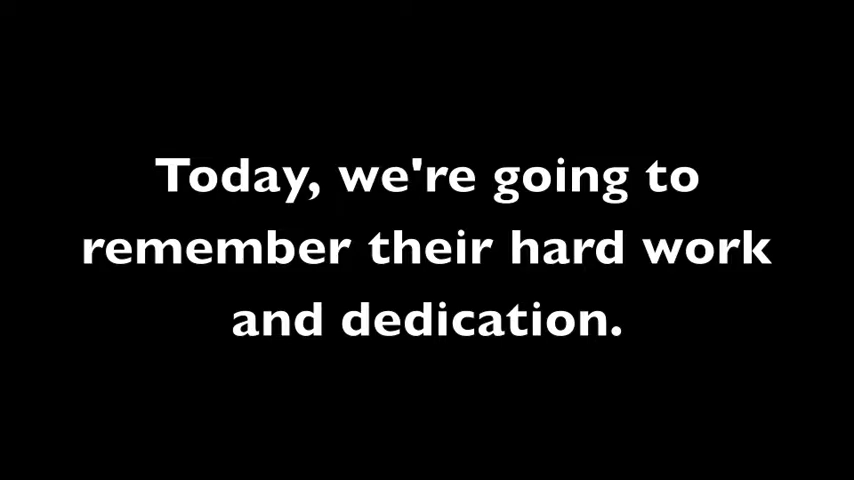 Today, we're going to
remember their hard work
and dedication.